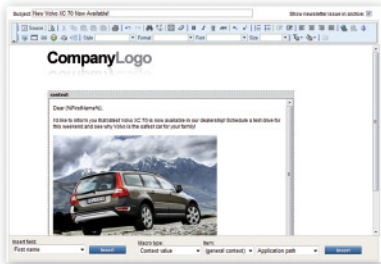 Subject: New Volvo XC 70 Now Available!
Show newsletter issue in archive:
Source
Style Format Font Size
CompanyLogo
content
Dear {%FirstName%},
I'd like to inform you that latest Volvo XC 70 is now available in our dealership! Schedule a test drive for
this weekend and see why Volvo is the safest car for your family!
Insert field: Macro type: Item:
First name Insert Context value (general context) Application path Insert